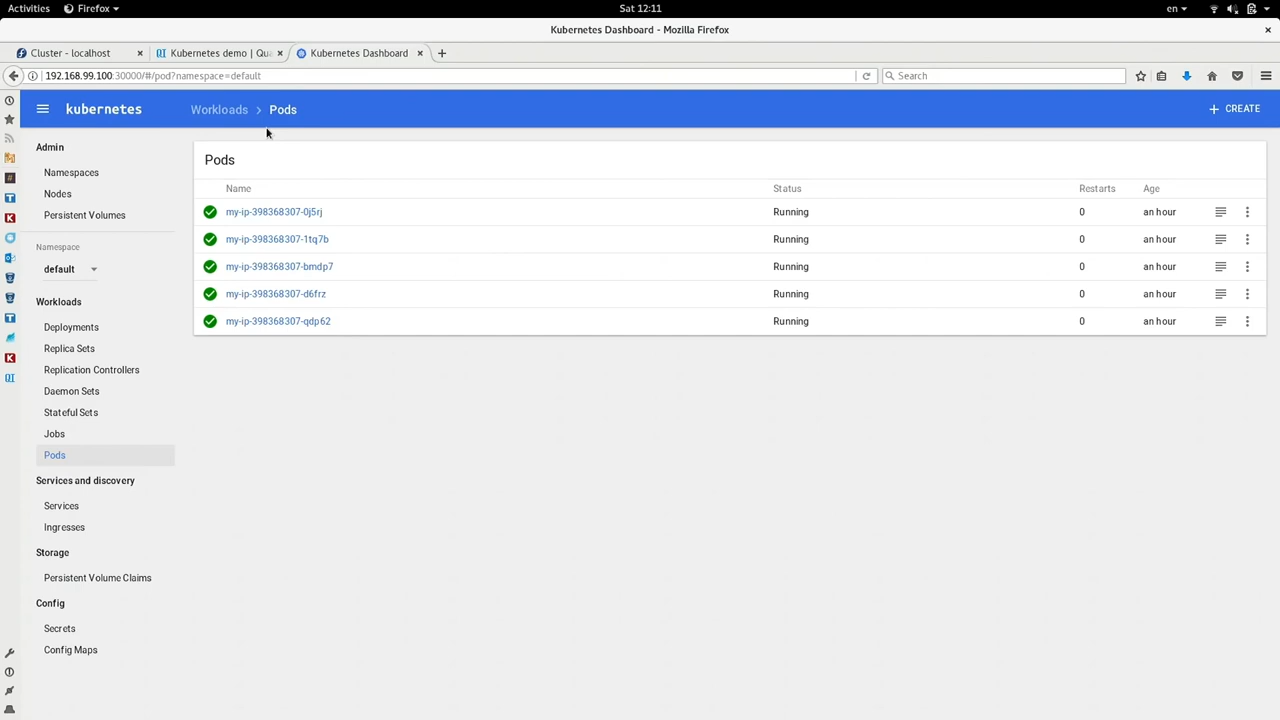 Activities Firefox Sat 12:11 en
Kubernetes Dashboard - Mozilla Firefox
Cluster - localhost Kubernetes demo | Qua Kubernetes Dashboard
192.168.99.100:30000/#/pod?namespace=default Search
kubernetes Workloads Pods + CREATE
Admin
Namespaces
Nodes
Persistent Volumes
Namespace
default
Workloads
Deployments
Replica Sets
Replication Controllers
Daemon Sets
Stateful Sets
Jobs
Pods
Services and discovery
Services
Ingresses
Storage
Persistent Volume Claims
Config
Secrets
Config Maps
Pods
Name Status Restarts Age
my-ip-398368307-0j5rj Running 0 an hour
my-ip-398368307-1tq7b Running 0 an hour
my-ip-398368307-bmdp7 Running 0 an hour
my-ip-398368307-d6frz Running 0 an hour
my-ip-398368307-qdp62 Running 0 an hour